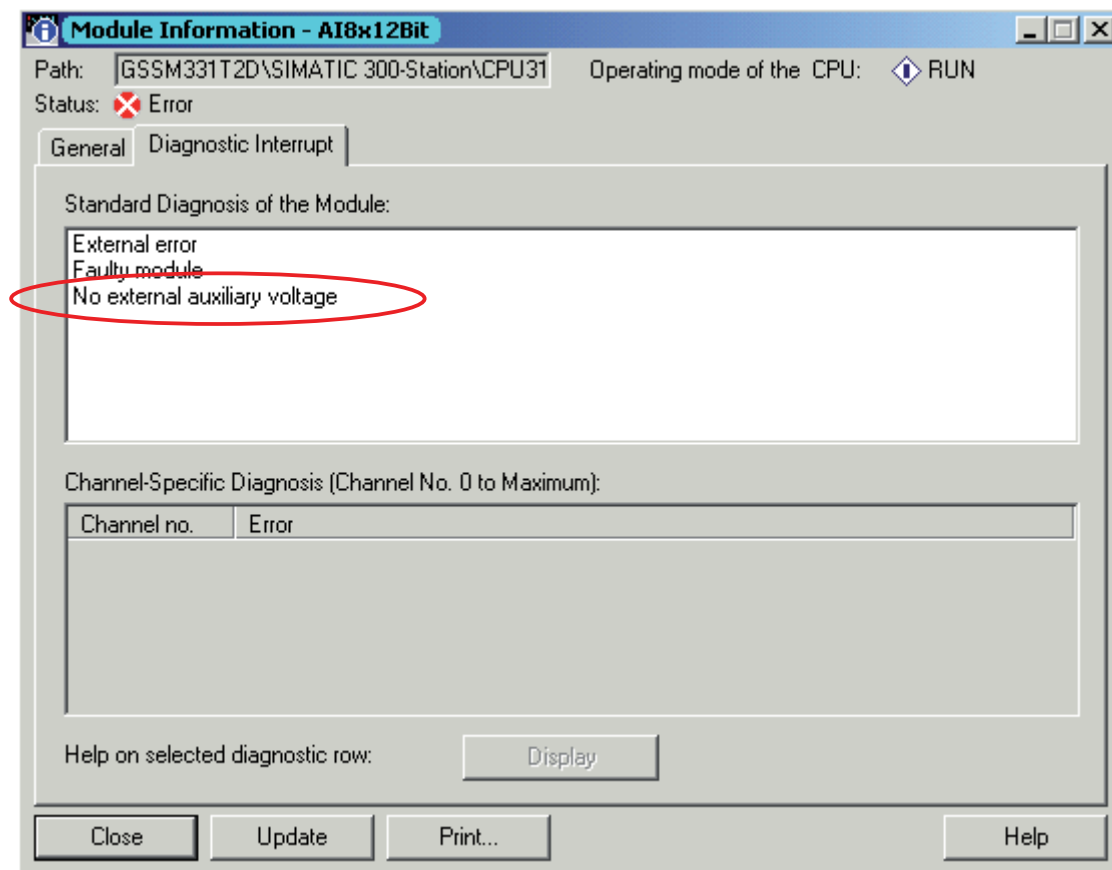 Module Information - AI8x12Bit
Path: GSSM331T2D\SIMATIC 300-Station\CPU31 Operating mode of the CPU: RUN
Status: Error
General Diagnostic Interrupt
Standard Diagnosis of the Module:
External error
Faulty module
No external auxiliary voltage
Channel-Specific Diagnosis (Channel No. 0 to Maximum):
Channel no. Error
Help on selected diagnostic row: Display
Close Update Print... Help